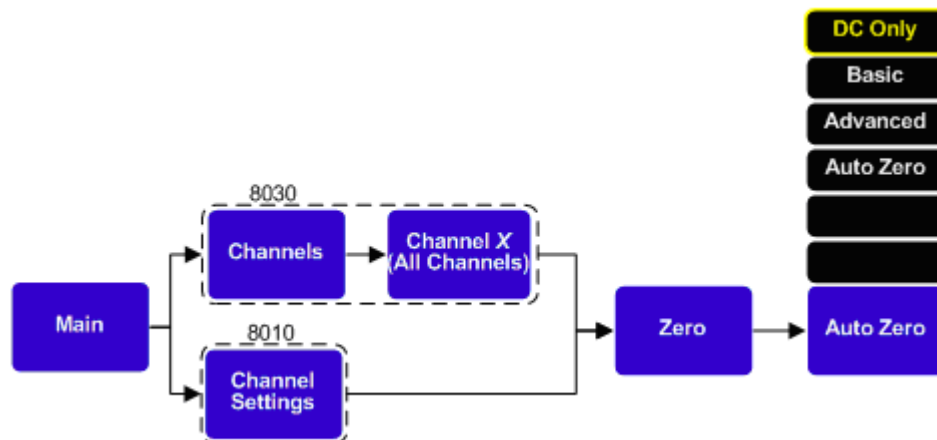 DC Only
Basic
Advanced
Auto Zero
8030
Channels
Channel X
(All Channels)
Main
8010
Channel
Settings
Zero
Auto Zero